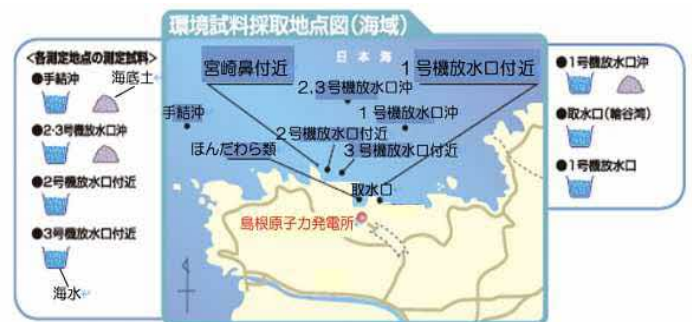 環境試料採取地点図(海域)
<各測定地点の測定試料>
●手結沖
海底土
●2・3号機放水口沖
●2号機放水口付近
●3号機放水口付近
海水
日本海
宮崎鼻付近
1号機放水口付近
2,3号機放水口沖
手結沖
1号機放水口沖
2号機放水口付近
ほんだわら類
3号機放水口付近
取水口
島根原子力発電所
●1号機放水口沖
●取水口(輪谷湾)
●1号機放水口